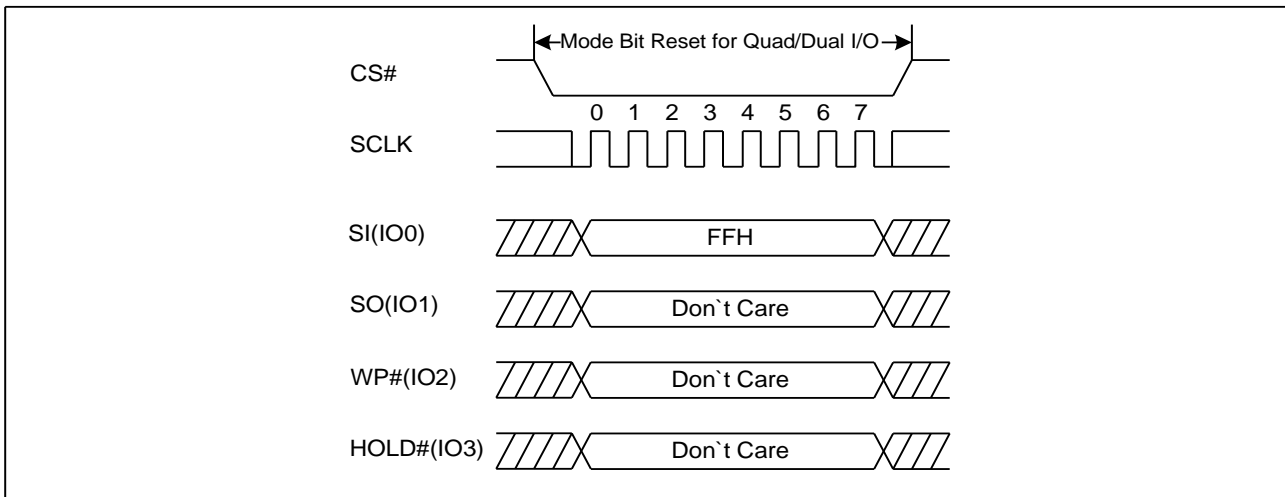 Mode Bit Reset for Quad/Dual I/O
CS#
0 1 2 3 4 5 6 7
SCLK
SI(IO0) FFH
SO(IO1) Don`t Care
WP#(IO2) Don`t Care
HOLD#(IO3) Don`t Care